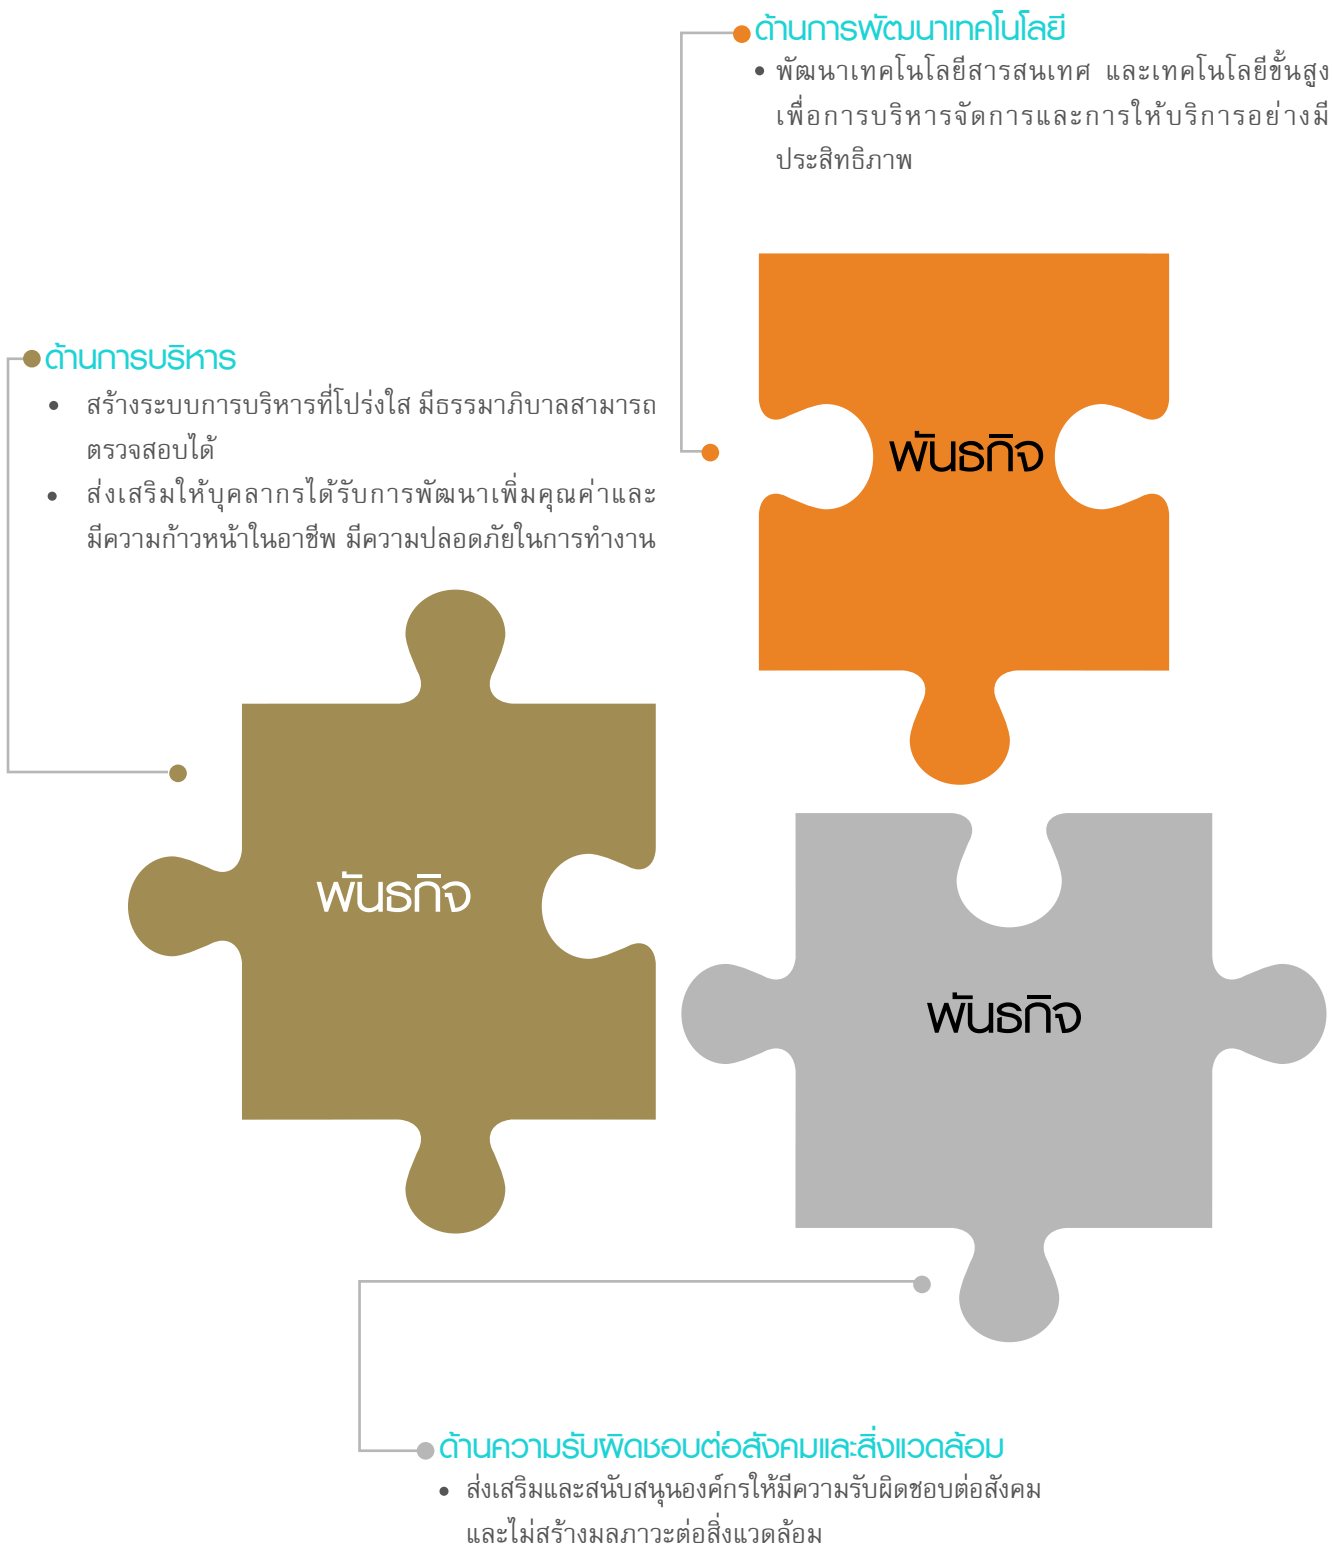 ด้านการพัฒนาเทคโนโลยี
• พัฒนาเทคโนโลยีสารสนเทศ และเทคโนโลยีขั้นสูง
เพื่อการบริหารจัดการและการให้บริการอย่างมี
ประสิทธิภาพ
พันธกิจ
ด้านการบริหาร
• สร้างระบบการบริหารที่โปร่งใส มีธรรมาภิบาลสามารถ
ตรวจสอบได้
• ส่งเสริมให้บุคลากรได้รับการพัฒนาเพิ่มคุณค่าและ
มีความก้าวหน้าในอาชีพ มีความปลอดภัยในการทำงาน
พันธกิจ
พันธกิจ
ด้านความรับผิดชอบต่อสังคมและสิ่งแวดล้อม
• ส่งเสริมและสนับสนุนองค์กรให้มีความรับผิดชอบต่อสังคม
และไม่สร้างมลภาวะต่อสิ่งแวดล้อม